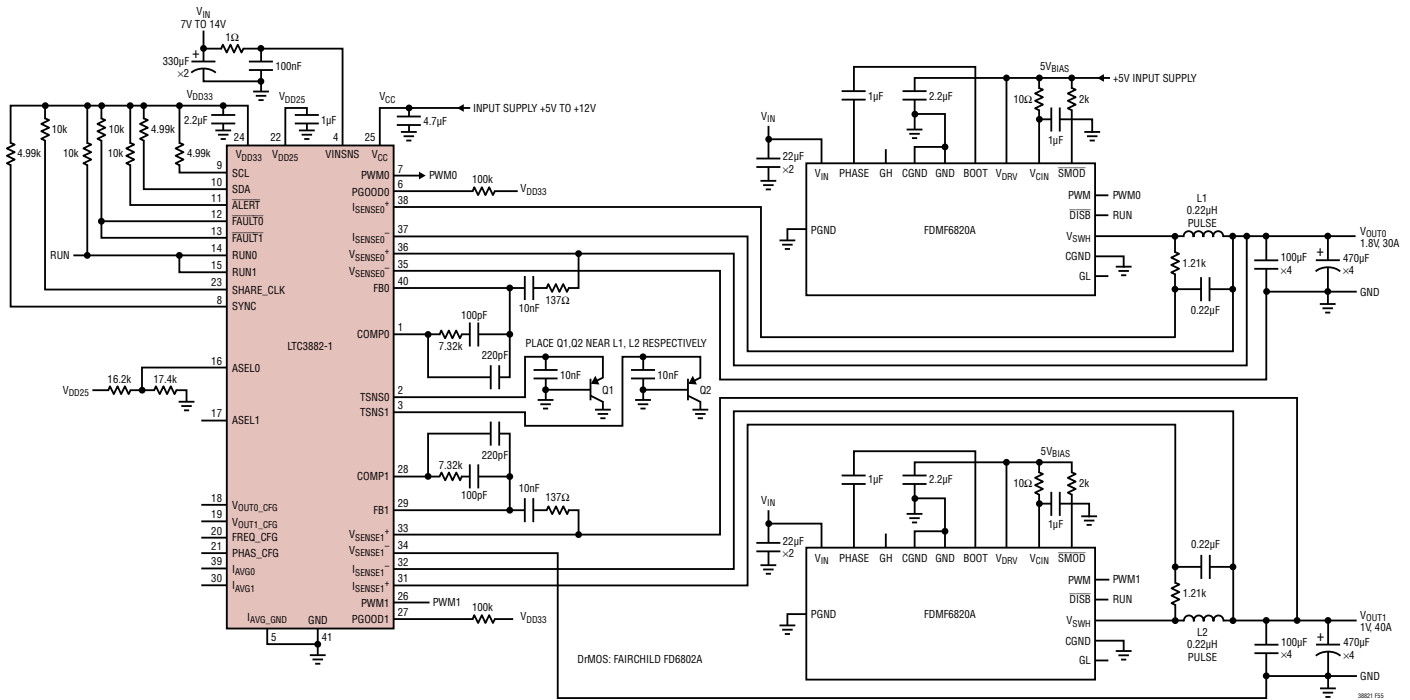 VIN
7V TO 14V
1Ω
330µF
×2
100nF
VDD33
VDD25
VCC
INPUT SUPPLY +5V TO +12V
2.2µF
1µF
4.7µF
4.99k
10k
10k
10k
10k
4.99k
4.99k
24
22
4
25
VDD33
VDD25
VINSNS
VCC
LTC3882-1
9
SCL
10
SDA
11
ALERT
12
FAULT0
13
FAULT1
RUN
14
RUN0
15
RUN1
23
SHARE_CLK
8
SYNC
16
ASEL0
VDD25
16.2k
17.4k
17
ASEL1
18
VOUT0_CFG
19
VOUT1_CFG
20
FREQ_CFG
21
PHAS_CFG
39
IAVG0
30
IAVG1
IAVG_GND
GND
5
41
PWM0
7
PWM0
PGOOD0
6
100k
VDD33
ISENSE0+
38
ISENSE0–
37
VSENSE0+
36
VSENSE0–
35
FB0
40
10nF
137Ω
COMP0
1
100pF
7.32k
220pF
PLACE Q1,Q2 NEAR L1, L2 RESPECTIVELY
10nF
Q1
10nF
Q2
TSNS0
2
TSNS1
3
220pF
COMP1
28
7.32k
100pF
10nF
137Ω
FB1
29
VSENSE1+
33
VSENSE1–
34
ISENSE1–
32
ISENSE1+
31
PWM1
26
PWM1
PGOOD1
27
100k
VDD33
DrMOS: FAIRCHILD FD6802A
5VBIAS
+5V INPUT SUPPLY
1µF
2.2µF
10Ω
2k
1µF
VIN
22µF
×2
VIN
PHASE
GH
CGND
GND
BOOT
VDRV
VCIN
SMOD
PWM
PWM0
DISB
RUN
PGND
FDMF6820A
VSWH
CGND
GL
L1
0.22µH
PULSE
1.21k
0.22µF
100µF
×4
470µF
×4
VOUT0
1.8V, 30A
GND
5VBIAS
1µF
2.2µF
10Ω
2k
1µF
VIN
22µF
×2
VIN
PHASE
GH
CGND
GND
BOOT
VDRV
VCIN
SMOD
PWM
PWM1
DISB
RUN
PGND
FDMF6820A
VSWH
CGND
GL
0.22µF
1.21k
L2
0.22µH
PULSE
100µF
×4
470µF
×4
VOUT1
1V, 40A
GND
38821 F55